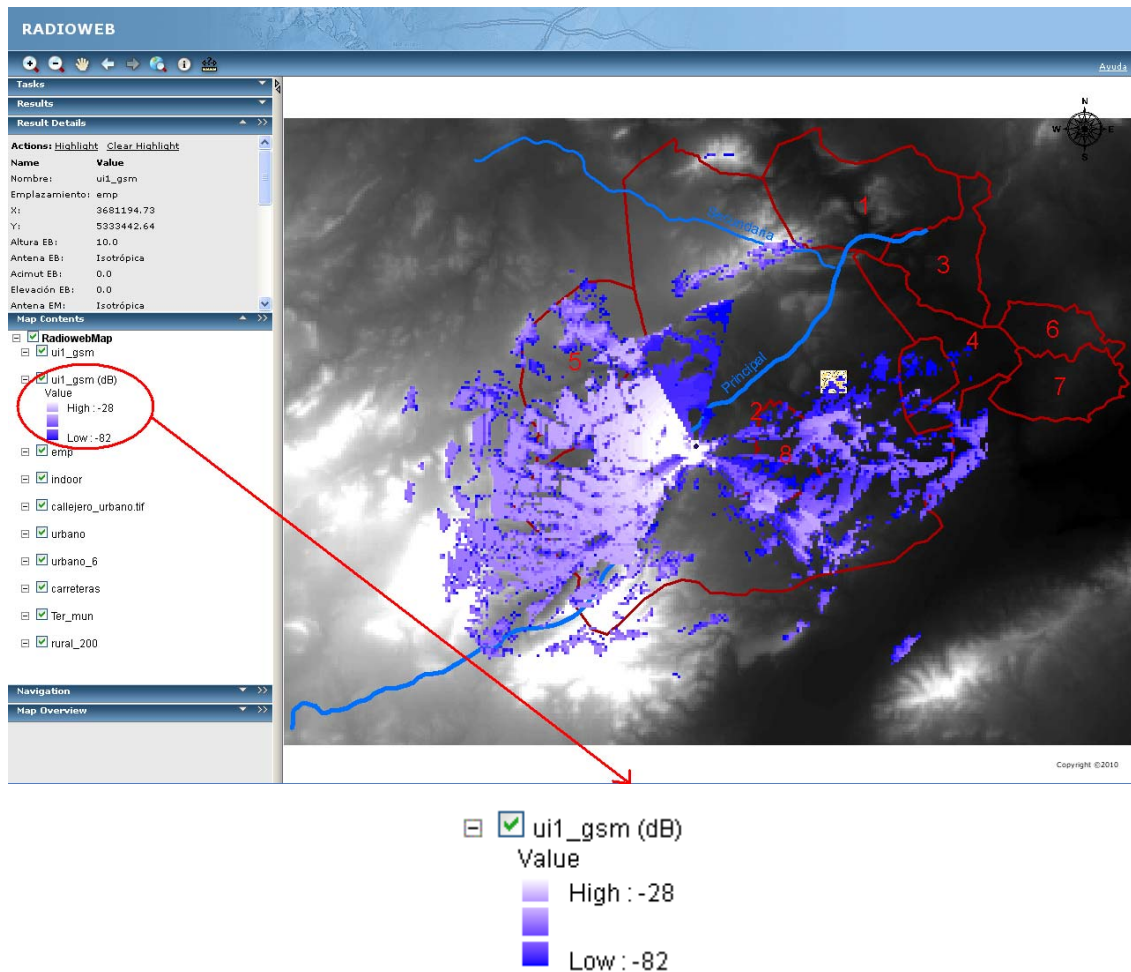 RADIOWEB
Ayuda
Tasks
Results
Result Details
Actions: Highlight Clear Highlight
Name Value
Nombre: ui1_gsm
Emplazamiento: emp
X: 3681194.73
Y: 5333442.64
Altura EB: 10.0
Antena EB: Isotrópica
Acimut EB: 0.0
Elevación EB: 0.0
Antena EM: Isotrópica
Map Contents
RadiowebMap
ui1_gsm
ui1_gsm (dB)
Value
High : -28
Low : -82
emp
indoor
callejero_urbano.tif
urbano
urbano_6
carreteras
Ter_mun
rural_200
Navigation
Map Overview
N
W E
S
1
Secundaria
3
6
4
5
7
Principal
2
8
Copyright ©2010
ui1_gsm (dB)
Value
High : -28
Low : -82